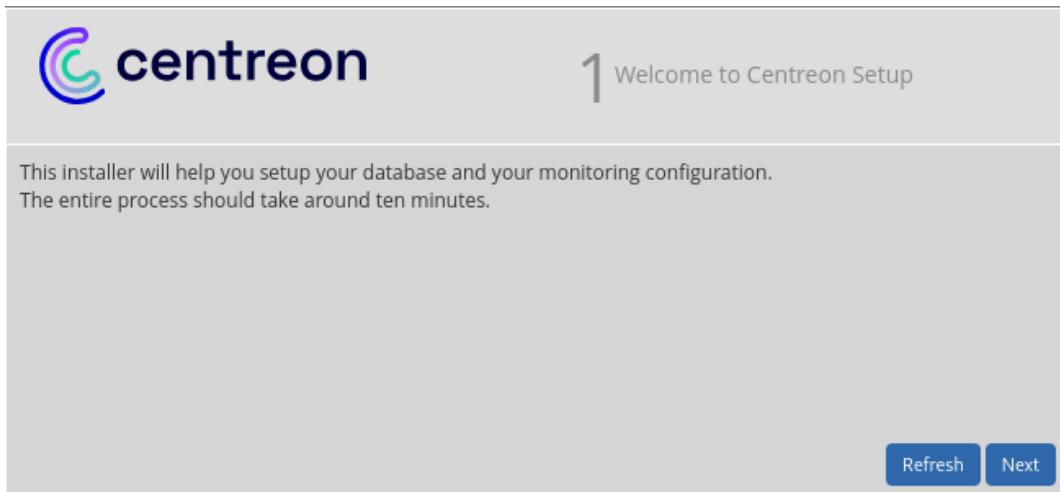 centreon
1 Welcome to Centreon Setup
This installer will help you setup your database and your monitoring configuration.
The entire process should take around ten minutes.
Refresh Next